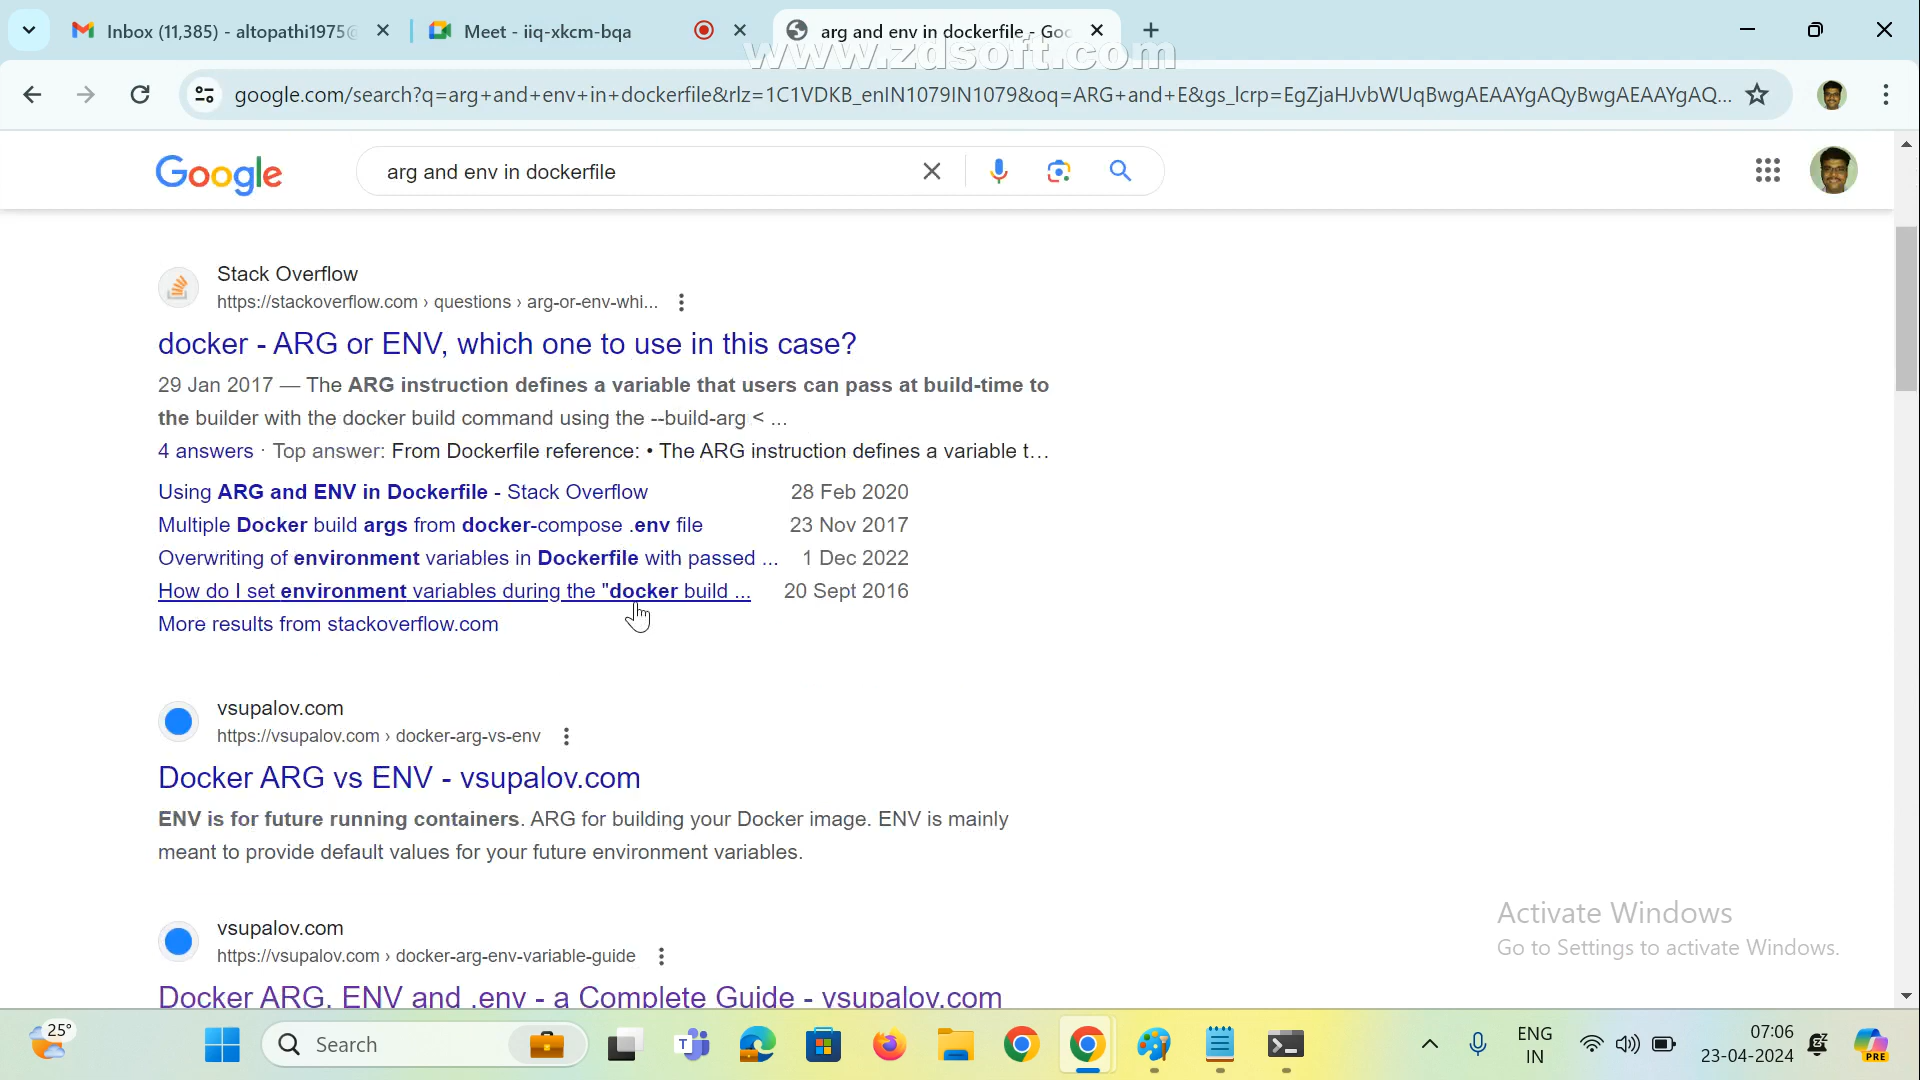 Inbox (11,385) - altopathi1975@
Meet - iiq-xkcm-bqa
arg and env in dockerfile - Goo
www.zdsoft.com
google.com/search?q=arg+and+env+in+dockerfile&rlz=1C1VDKB_enIN1079IN1079&oq=ARG+and+E&gs_lcrp=EgZjaHJvbWUqBwgAEAAYgAQyBwgAEAAYgAQ...
Google
arg and env in dockerfile
Stack Overflow
https://stackoverflow.com › questions › arg-or-env-whi...
docker - ARG or ENV, which one to use in this case?
29 Jan 2017 — The ARG instruction defines a variable that users can pass at build-time to
the builder with the docker build command using the --build-arg < ...
4 answers · Top answer: From Dockerfile reference: • The ARG instruction defines a variable t...
Using ARG and ENV in Dockerfile - Stack Overflow 28 Feb 2020
Multiple Docker build args from docker-compose .env file 23 Nov 2017
Overwriting of environment variables in Dockerfile with passed ... 1 Dec 2022
How do I set environment variables during the "docker build ... 20 Sept 2016
More results from stackoverflow.com
vsupalov.com
https://vsupalov.com › docker-arg-vs-env
Docker ARG vs ENV - vsupalov.com
ENV is for future running containers. ARG for building your Docker image. ENV is mainly
meant to provide default values for your future environment variables.
vsupalov.com
https://vsupalov.com › docker-arg-env-variable-guide
Docker ARG, ENV and .env - a Complete Guide - vsupalov.com
Activate Windows
Go to Settings to activate Windows.
25°
Search
ENG
IN
07:06
23-04-2024
PRE